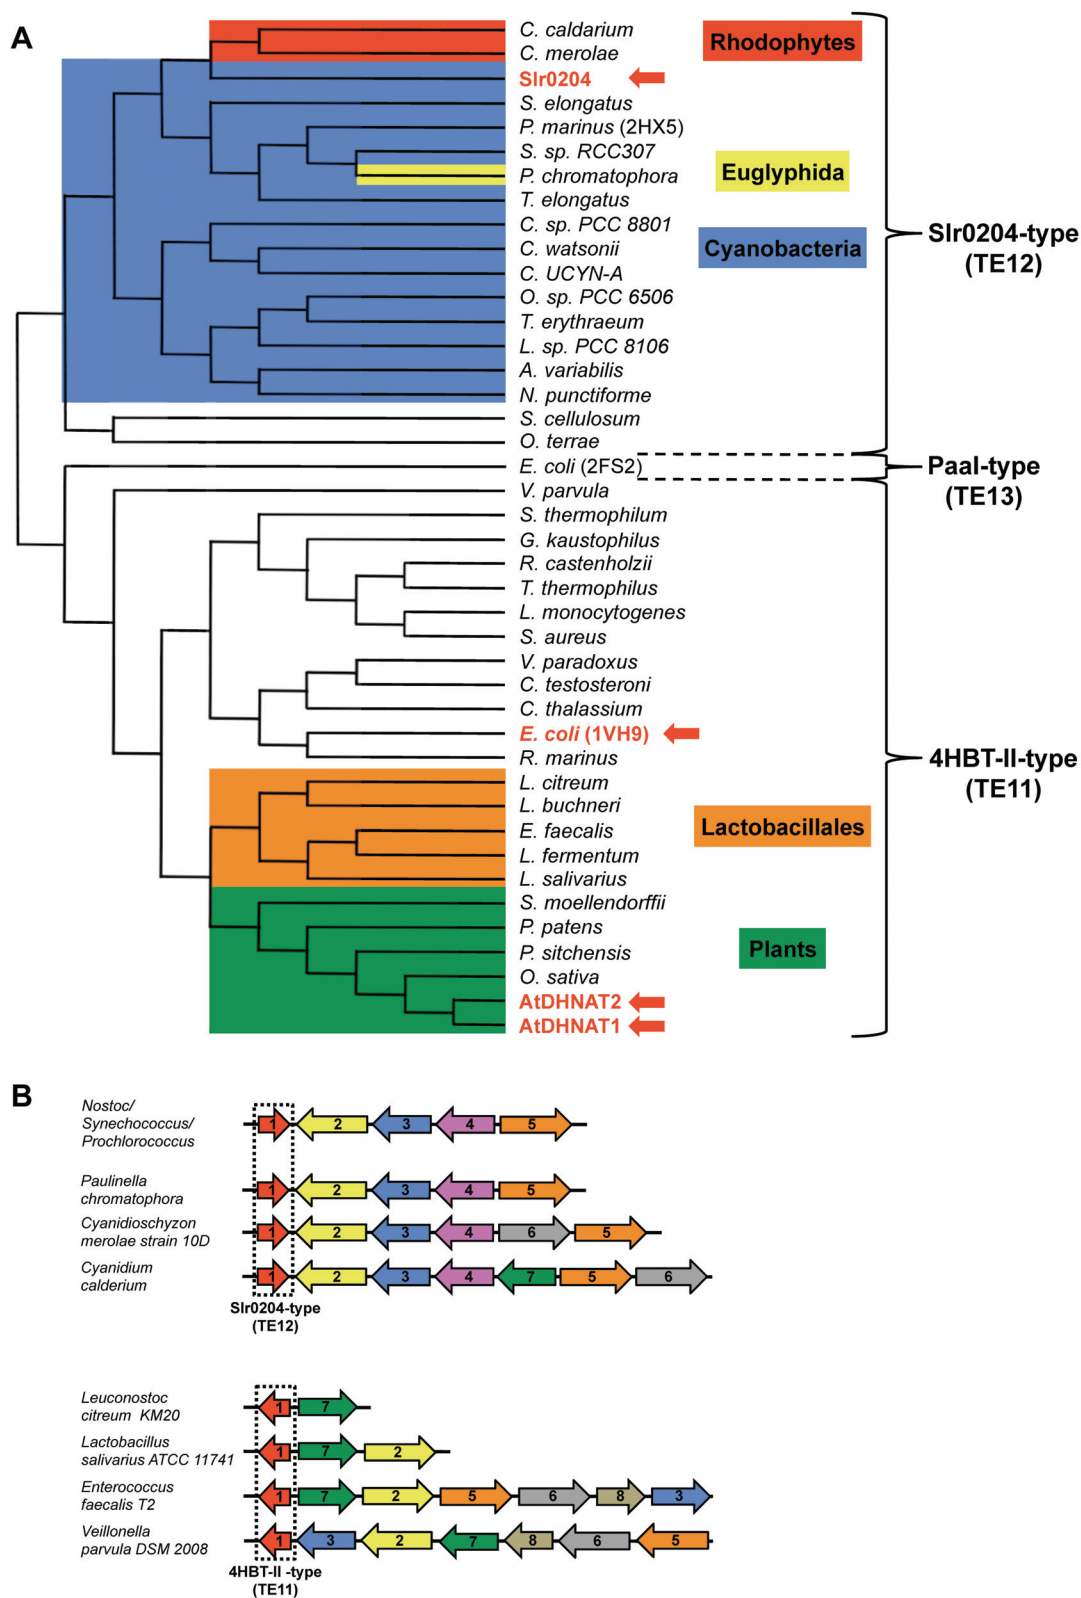 A
C. caldarium
C. merolae
Slr0204
S. elongatus
P. marinus (2HX5)
S. sp. RCC307
P. chromatophora
T. elongatus
C. sp. PCC 8801
C. watsonii
C. UCYN-A
O. sp. PCC 6506
T. erythraeum
L. sp. PCC 8106
A. variabilis
N. punctiforme
S. cellulosum
O. terrae
E. coli (2FS2)
V. parvula
S. thermophilum
G. kaustophilus
R. castenholzii
T. thermophilus
L. monocytogenes
S. aureus
V. paradoxus
C. testosteroni
C. thalassium
E. coli (1VH9)
R. marinus
L. citreum
L. buchneri
E. faecalis
L. fermentum
L. salivarius
S. moellendorffii
P. patens
P. sitchensis
O. sativa
AtDHNAT2
AtDHNAT1
Rhodophytes
Euglyphida
Cyanobacteria
Lactobacillales
Plants
Slr0204-type
(TE12)
PaaI-type
(TE13)
4HBT-II-type
(TE11)
B
Nostoc/
Synechococcus/
Prochlorococcus
1 2 3 4 5
Paulinella
chromatophora
1 2 3 4 5
Cyanidioschyzon
merolae strain 10D
1 2 3 4 6 5
Cyanidium
calderium
1 2 3 4 7 5 6
Slr0204-type
(TE12)
Leuconostoc
citreum KM20
1 7
Lactobacillus
salivarius ATCC 11741
1 7 2
Enterococcus
faecalis T2
1 7 2 5 6 8 3
Veillonella
parvula DSM 2008
1 3 2 7 8 6 5
4HBT-II -type
(TE11)